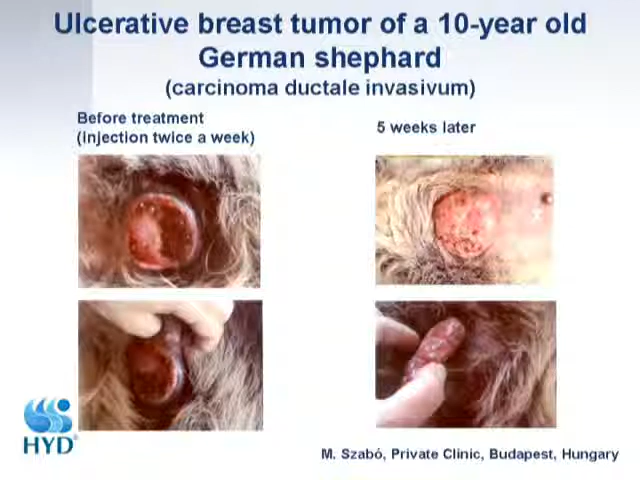 Ulcerative breast tumor of a 10-year old
German shephard
(carcinoma ductale invasivum)
Before treatment
(injection twice a week)
5 weeks later
HYD
M. Szabó, Private Clinic, Budapest, Hungary